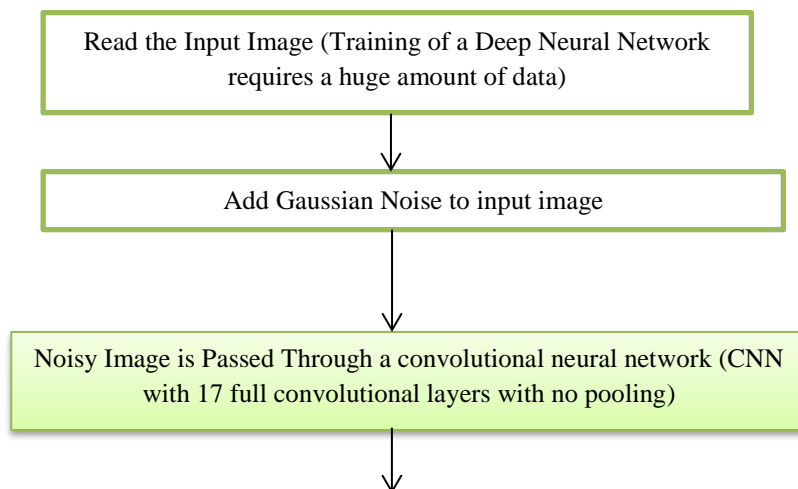 Read the Input Image (Training of a Deep Neural Network
requires a huge amount of data)
Add Gaussian Noise to input image
Noisy Image is Passed Through a convolutional neural network (CNN
with 17 full convolutional layers with no pooling)